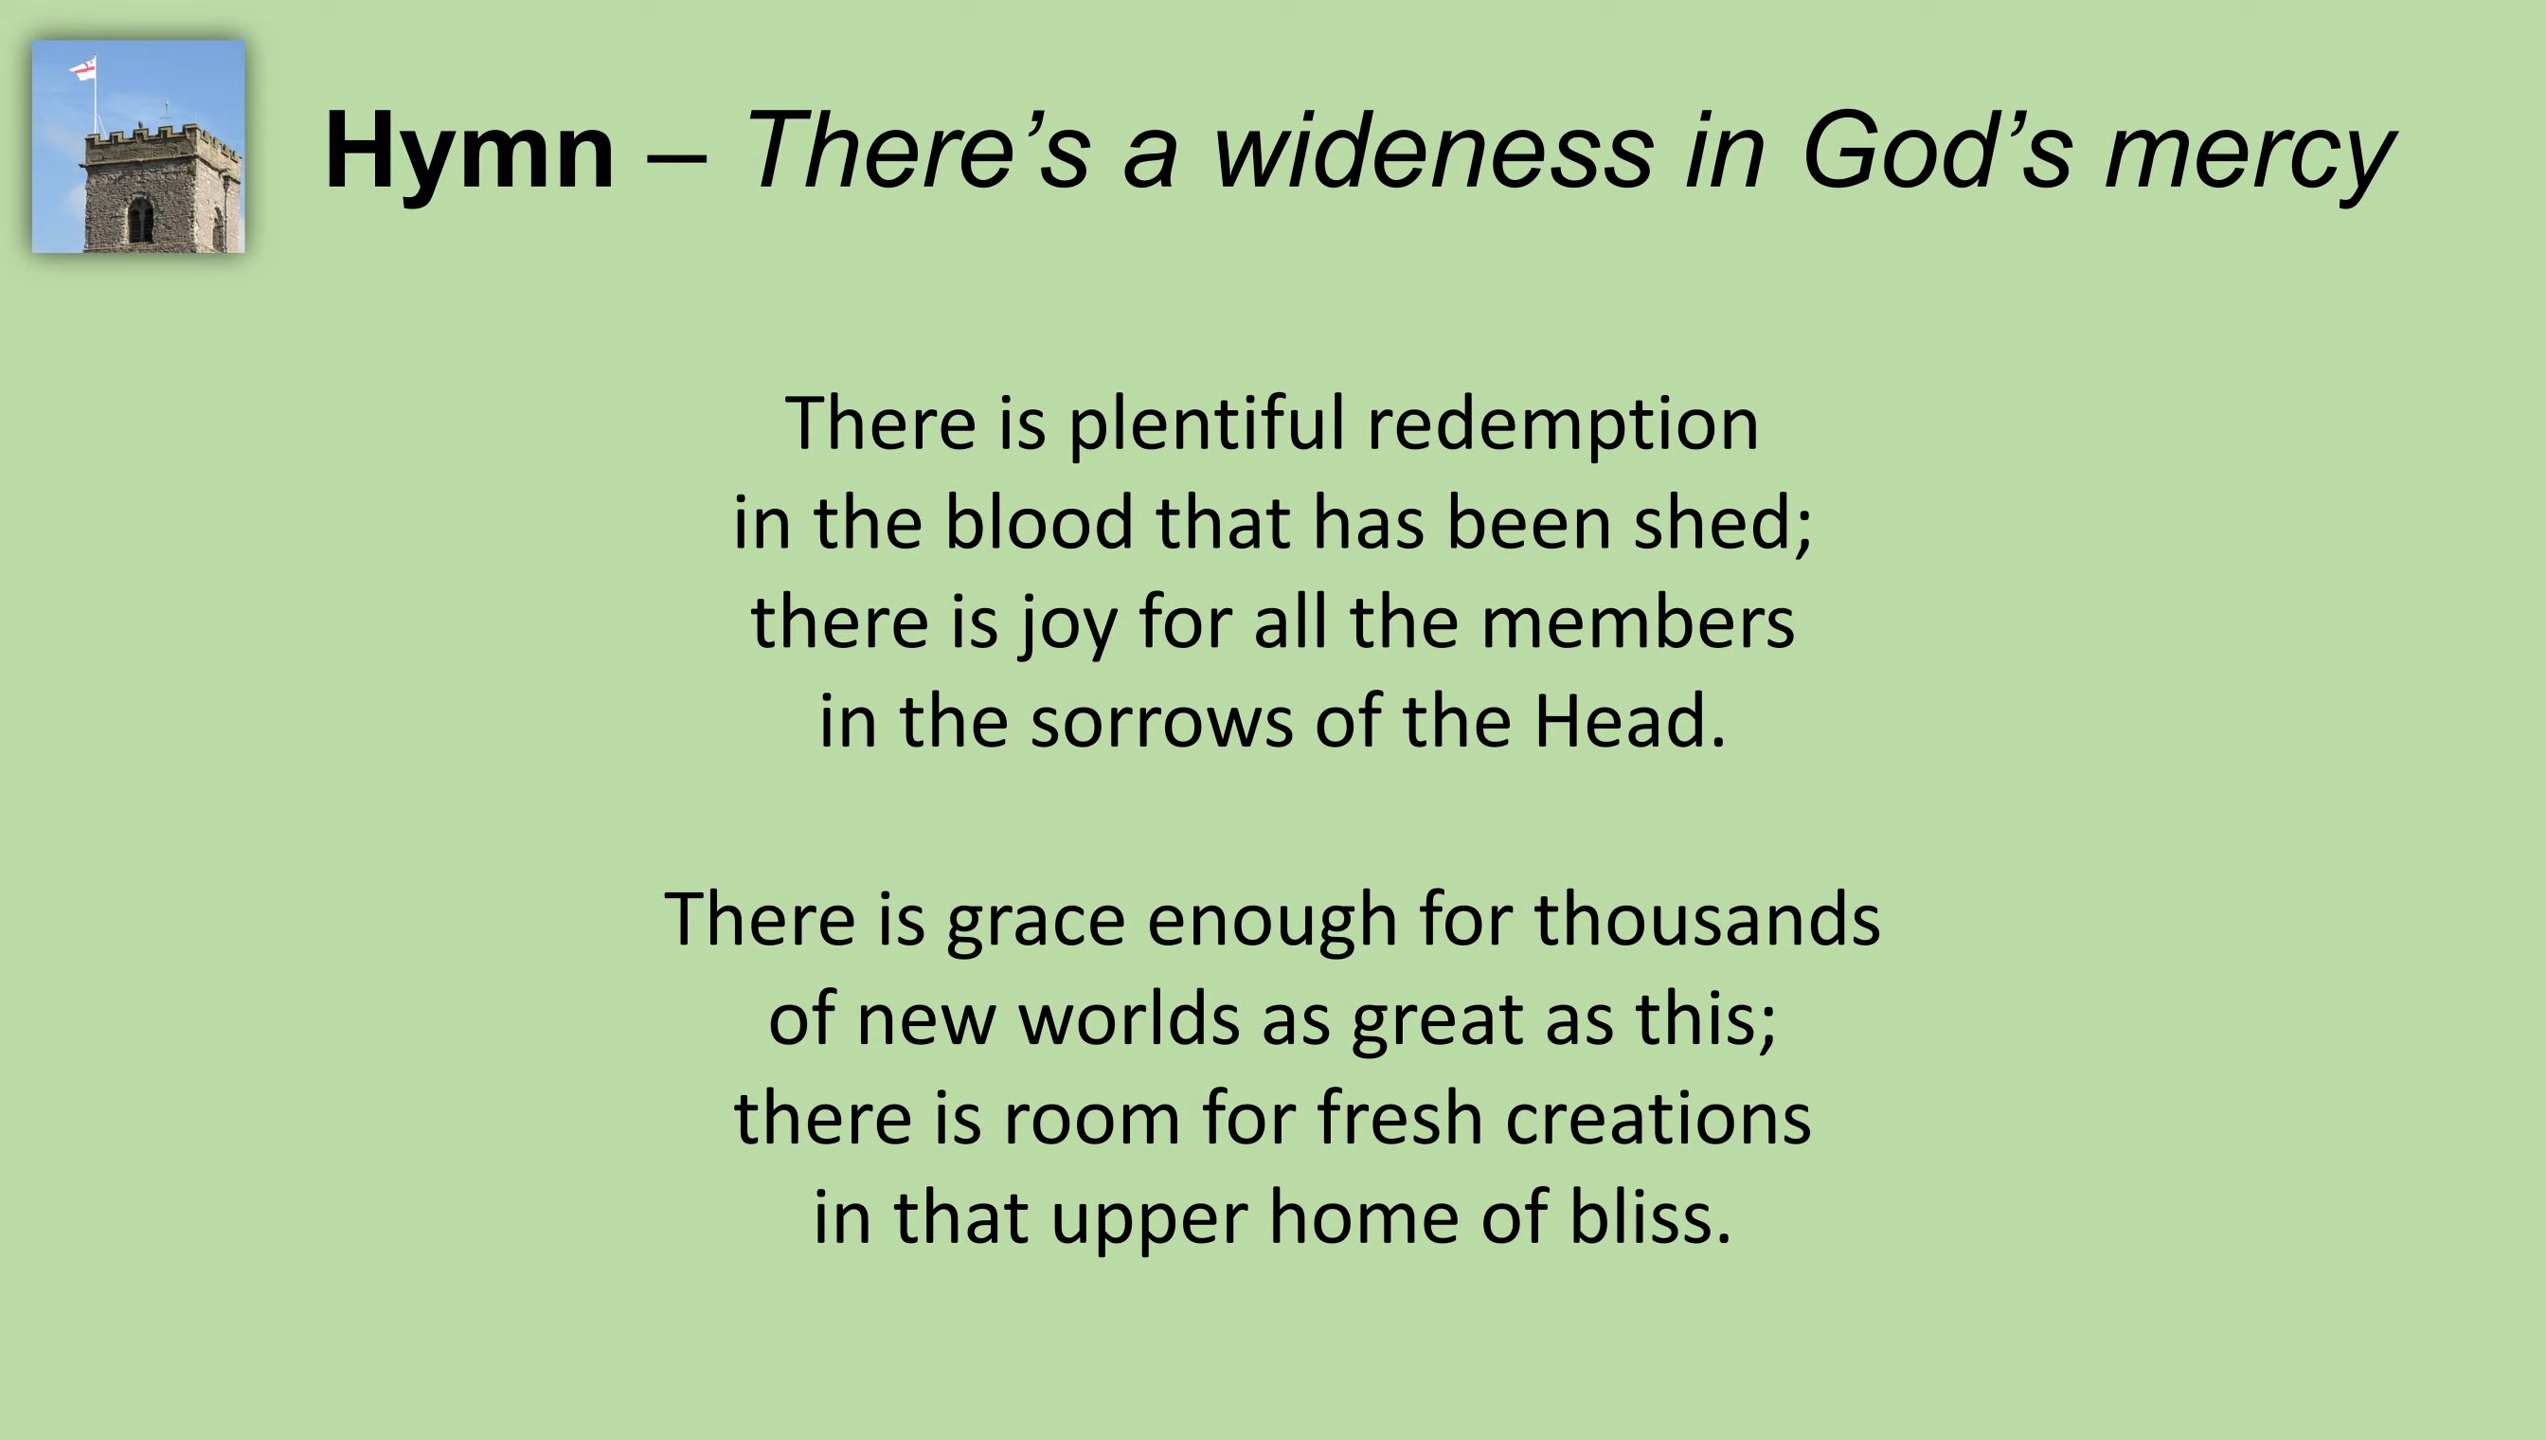 Hymn – There’s a wideness in God’s mercy
There is plentiful redemption
in the blood that has been shed;
there is joy for all the members
in the sorrows of the Head.
There is grace enough for thousands
of new worlds as great as this;
there is room for fresh creations
in that upper home of bliss.